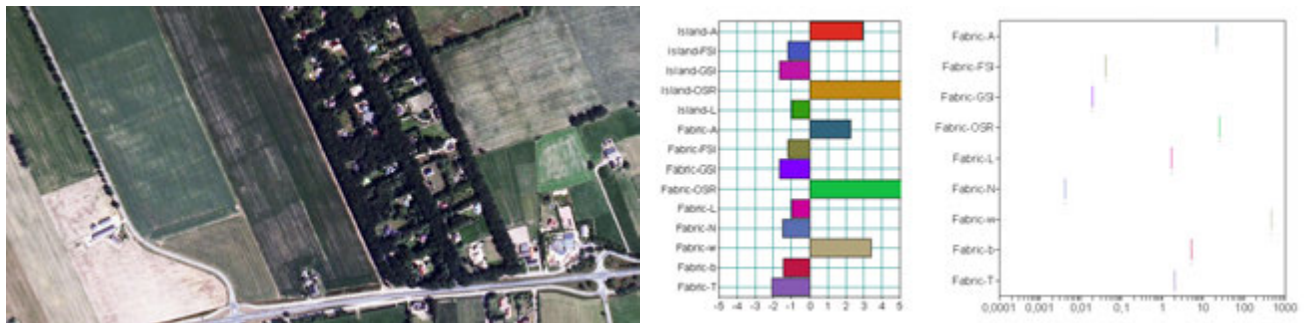 Island-A
Island-FSI
Island-GSI
Island-OSR
Island-L
Fabric-A
Fabric-FSI
Fabric-GSI
Fabric-OSR
Fabric-L
Fabric-N
Fabric-w
Fabric-b
Fabric-T
-5 -4 -3 -2 -1 0 1 2 3 4 5
Fabric-A
Fabric-FSI
Fabric-GSI
Fabric-OSR
Fabric-L
Fabric-N
Fabric-w
Fabric-b
Fabric-T
0,0001 0,01 0,1 1 10 100 1000